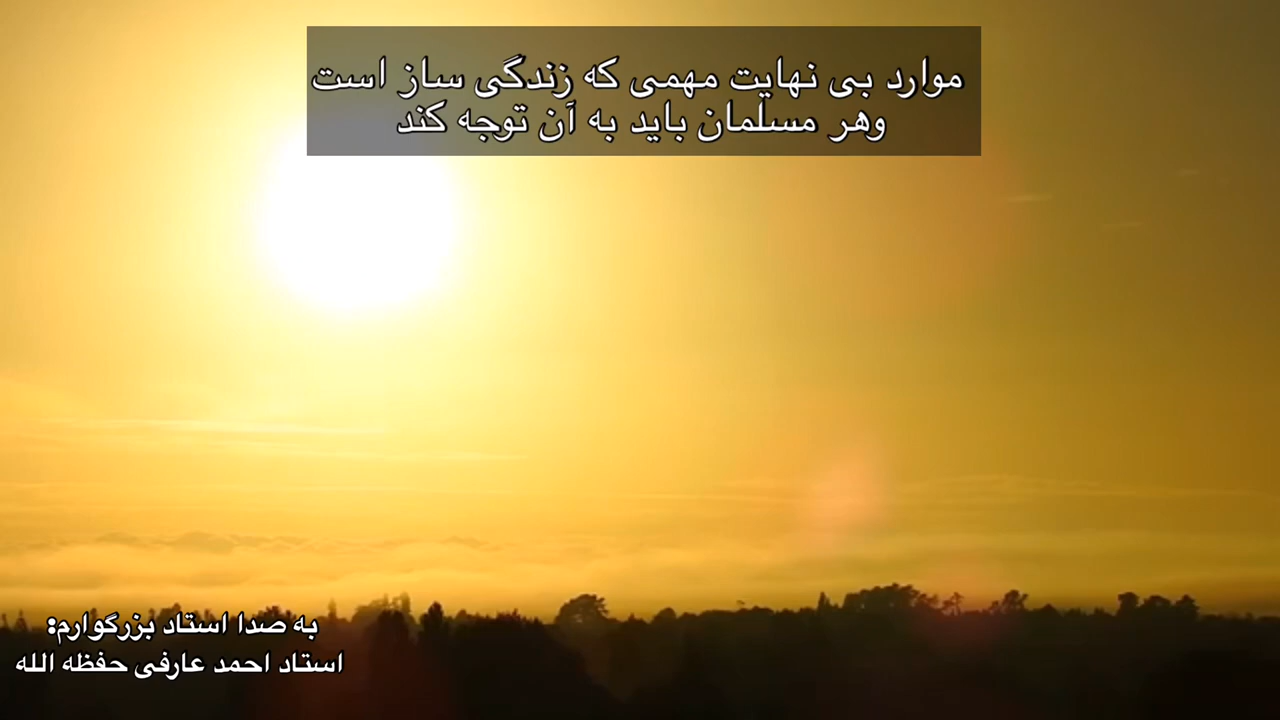 موارد بی نهایت مهمی که زندگی ساز است
وهر مسلمان باید به آن توجه کند
به صدا استاد بزرگوارم:
استاد احمد عارفی حفظه الله